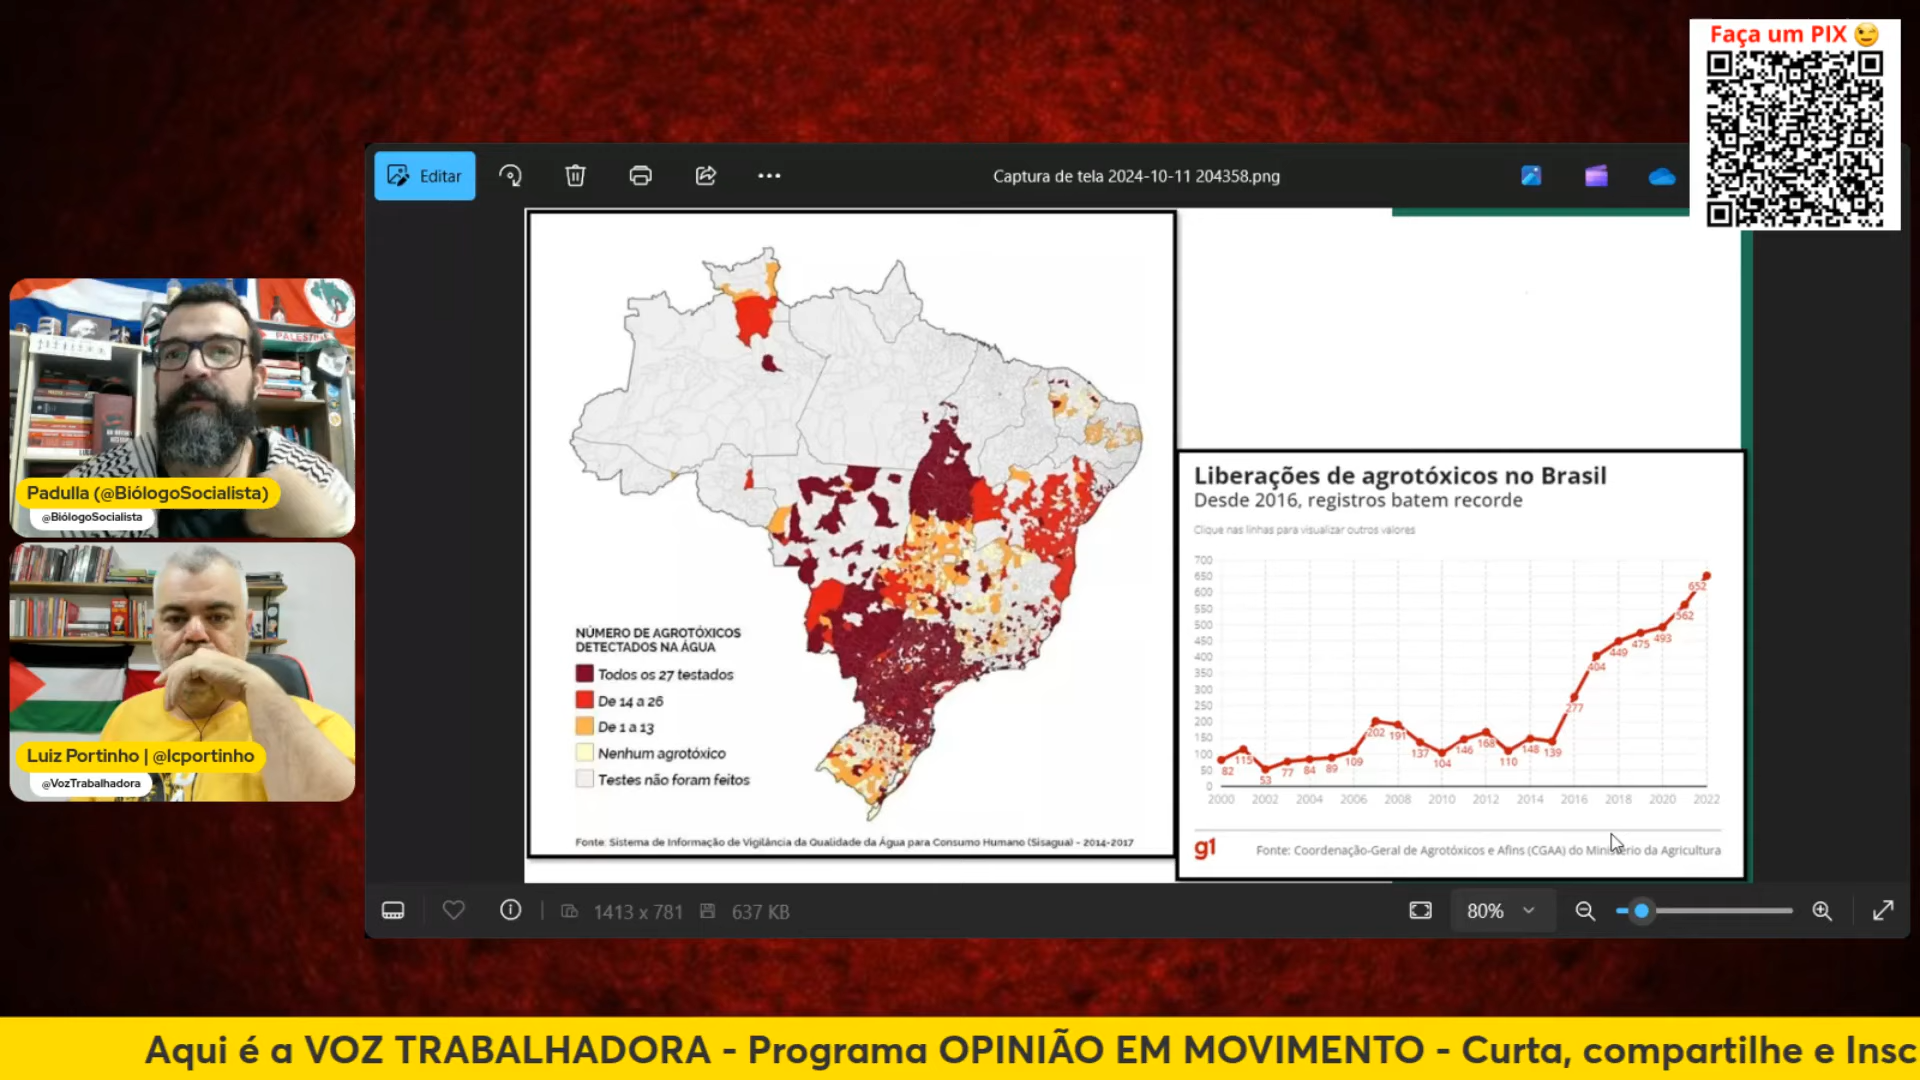 Faça um PIX
Editar
Captura de tela 2024-10-11 204358.png
PALESTINE
Padulla (@BiólogoSocialista)
@BiólogoSocialista
Luiz Portinho | @lcportinho
@VozTrabalhadora
NÚMERO DE AGROTÓXICOS
DETECTADOS NA ÁGUA
Todos os 27 testados
De 14 a 26
De 1 a 13
Nenhum agrotóxico
Testes não foram feitos
Fonte: Sistema de Informação de Vigilância da Qualidade da Água para Consumo Humano (Sisagua) - 2014-2017
Liberações de agrotóxicos no Brasil
Desde 2016, registros batem recorde
Clique nas linhas para visualizar outros valores
700
650
600
550
500
450
400
350
300
250
200
150
100
50
0
82 115 53 77 84 89 109 202 191 137 104 146 168 110 148 139 277 404 449 475 493 562 652
2000 2002 2004 2006 2008 2010 2012 2014 2016 2018 2020 2022
g1
Fonte: Coordenação-Geral de Agrotóxicos e Afins (CGAA) do Ministério da Agricultura
1413 x 781
637 KB
80%
Aqui é a VOZ TRABALHADORA - Programa OPINIÃO EM MOVIMENTO - Curta, compartilhe e Insc